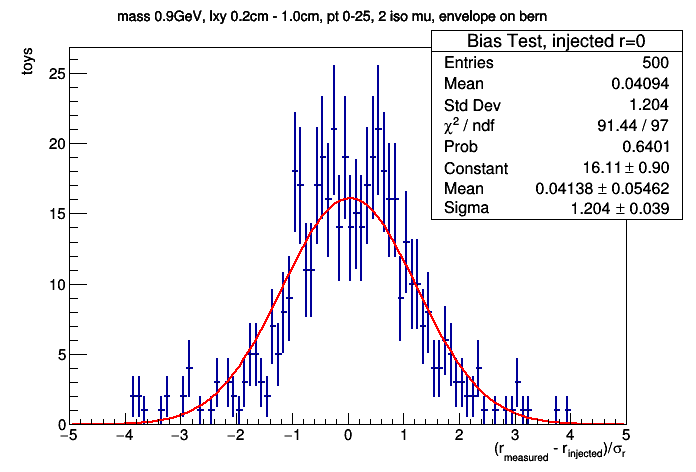 mass 0.9GeV, lxy 0.2cm - 1.0cm, pt 0-25, 2 iso mu, envelope on bern
Bias Test, injected r=0
Entries 500
Mean 0.04094
Std Dev 1.204
χ² / ndf 91.44 / 97
Prob 0.6401
Constant 16.11 ± 0.90
Mean 0.04138 ± 0.05462
Sigma 1.204 ± 0.039
toys
25
20
15
10
5
0
−5 −4 −3 −2 −1 0 1 2 3 4 5
(r_measured - r_injected)/σ_r